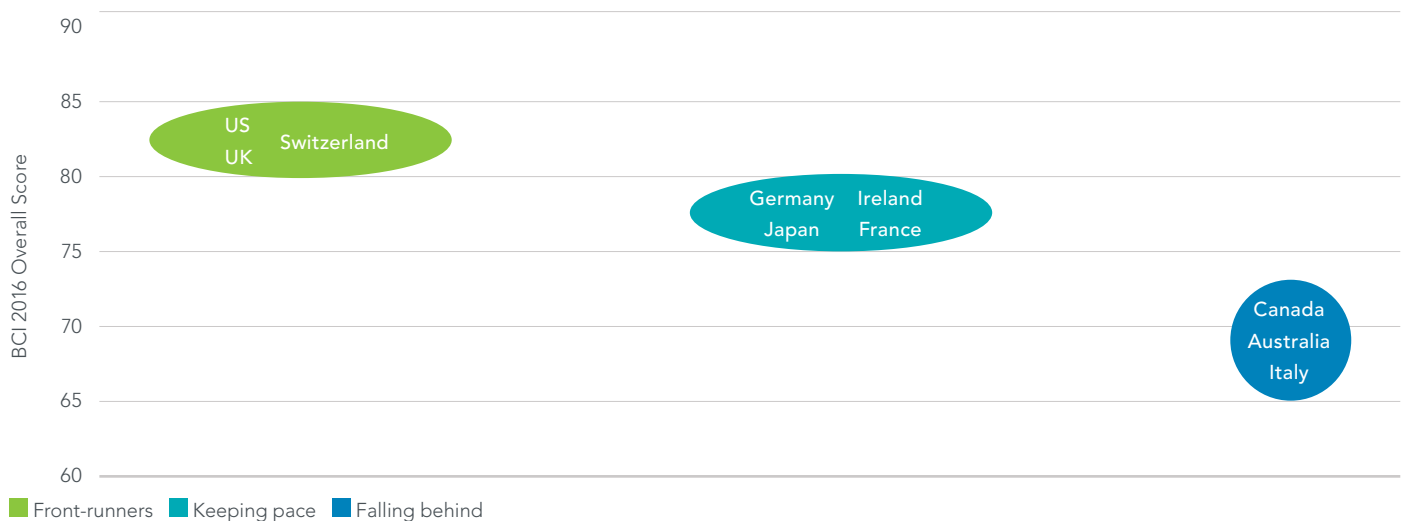 90
85
80
75
70
65
60
BCI 2016 Overall Score
US
UK
Switzerland
Germany Ireland
Japan France
Canada
Australia
Italy
Front-runners Keeping pace Falling behind